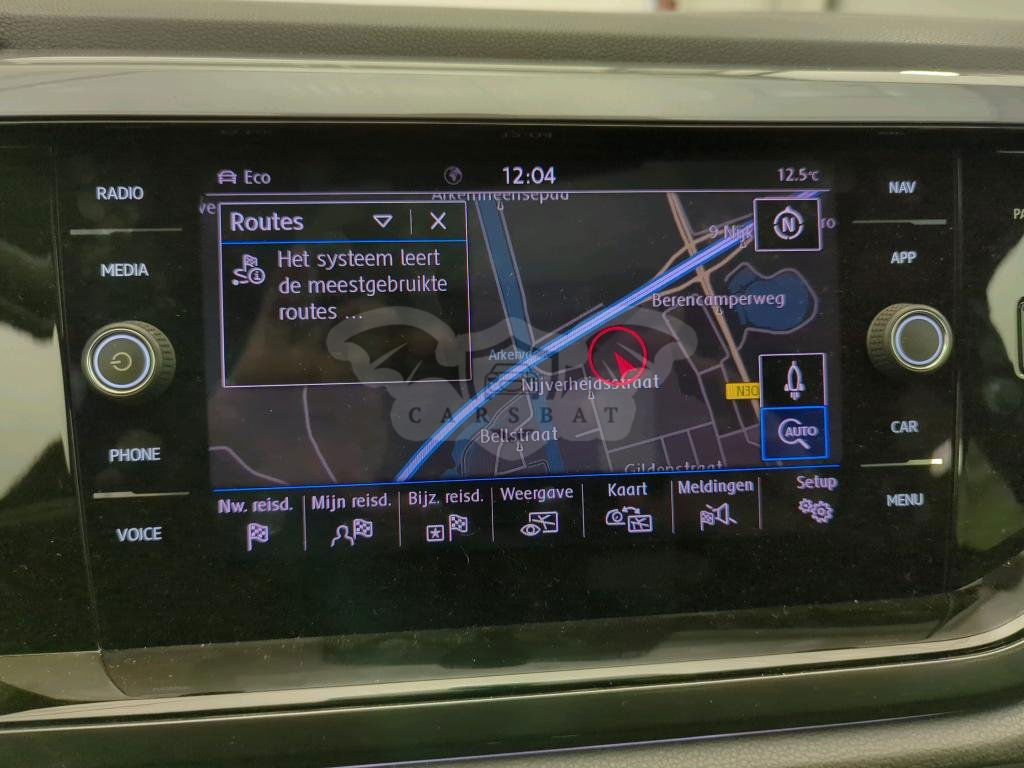 RADIO
MEDIA
PHONE
VOICE
Eco
12:04
12.5°C
Routes
Het systeem leert
de meestgebruikte
routes ...
N
Berencamperweg
Nijverheidsstraat
Bellstraat
Gildenstraat
AUTO
CARSBAT
Nw. reisd.
Mijn reisd.
Bijz. reisd.
Weergave
Kaart
Meldingen
Setup
NAV
APP
CAR
MENU